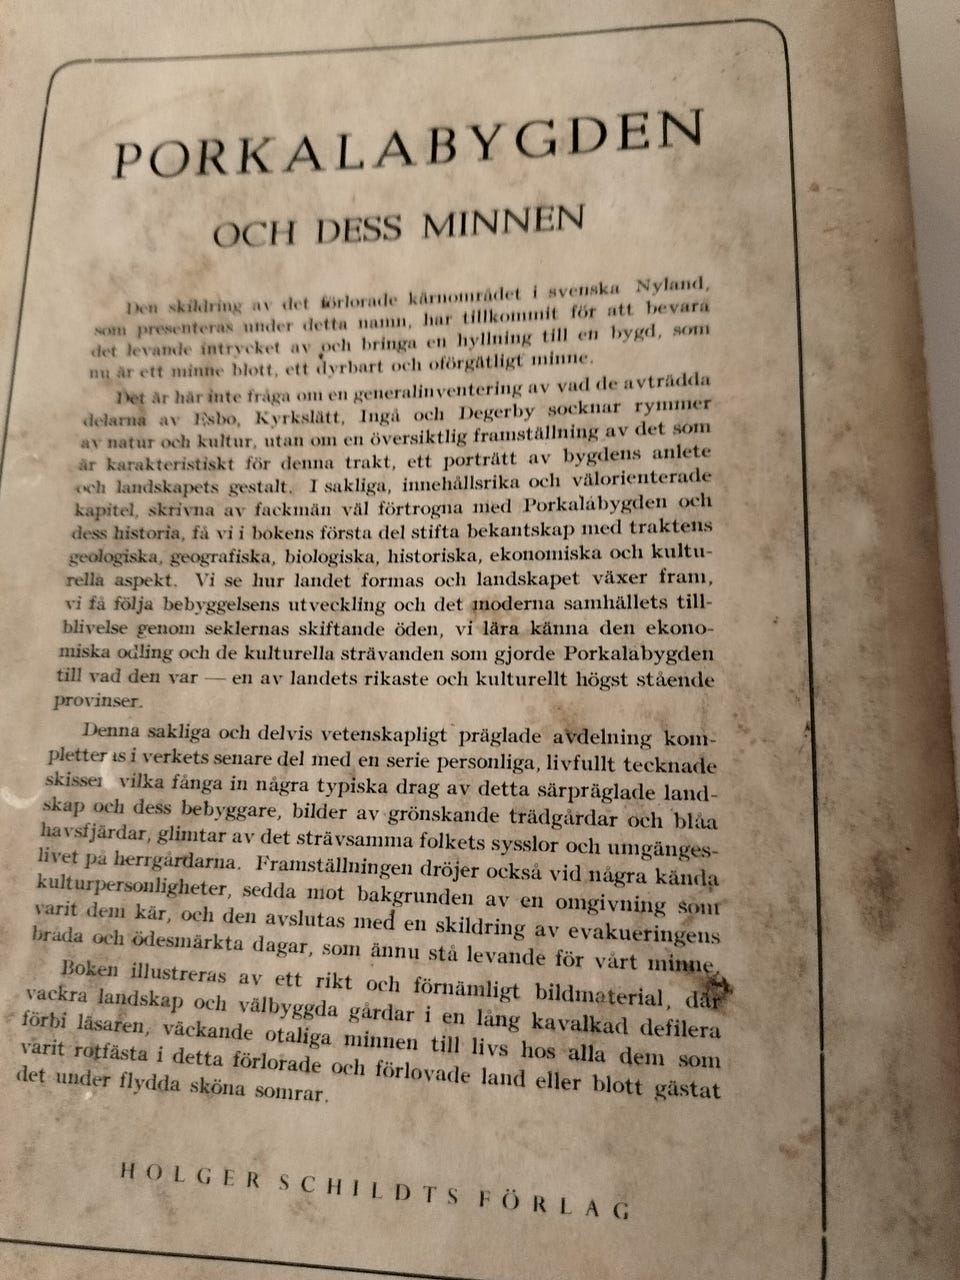 PORKALABYGDEN
OCH DESS MINNEN
Den skildring av det förlorade kärnområdet i svenska Nyland,
som presenteras under detta namn, har tillkommit för att bevara
det levande intrycket av och bringa en hyllning till en bygd, som
nu är ett minne blott, ett dyrbart och oförgätligt minne.
Det är här inte fråga om en generalinventering av vad de avträdda
delarna av Esbo, Kyrkslätt, Ingå och Degerby socknar rymmer
av natur och kultur, utan om en översiktlig framställning av det som
är karakteristiskt för denna trakt, ett porträtt av bygdens anlete
och landskapets gestalt. I sakliga, innehållsrika och välorienterade
kapitel, skrivna av fackmän väl förtrogna med Porkalabygden och
dess historia, få vi i bokens första del stifta bekantskap med traktens
geologiska, geografiska, biologiska, historiska, ekonomiska och kultu-
rella aspekt. Vi se hur landet formas och landskapet växer fram,
vi få följa bebyggelsens utveckling och det moderna samhällets till-
blivelse genom seklernas skiftande öden, vi lära känna den ekono-
miska odling och de kulturella strävanden som gjorde Porkalabygden
till vad den var — en av landets rikaste och kulturellt högst stående
provinser.
Denna sakliga och delvis vetenskapligt präglade avdelning kom-
pletteras i verkets senare del med en serie personliga, livfullt tecknade
skisser vilka fånga in några typiska drag av detta särpräglade land-
skap och dess bebyggare, bilder av grönskande trädgårdar och blåa
havsfjärdar, glimtar av det strävsamma folkets sysslor och umgänges-
livet på herrgårdarna. Framställningen dröjer också vid några kända
kulturpersonligheter, sedda mot bakgrunden av en omgivning som
varit dem kär, och den avslutas med en skildring av evakueringens
bråda och ödesmärkta dagar, som ännu stå levande för vårt minne.
Boken illustreras av ett rikt och förnämligt bildmaterial, där
vackra landskap och välbyggda gårdar i en lång kavalkad defilera
förbi läsaren, väckande otaliga minnen till livs hos alla dem som
varit rotfästa i detta förlorade och förlovade land eller blott gästat
det under flydda sköna somrar.
HOLGER SCHILDTS FÖRLAG